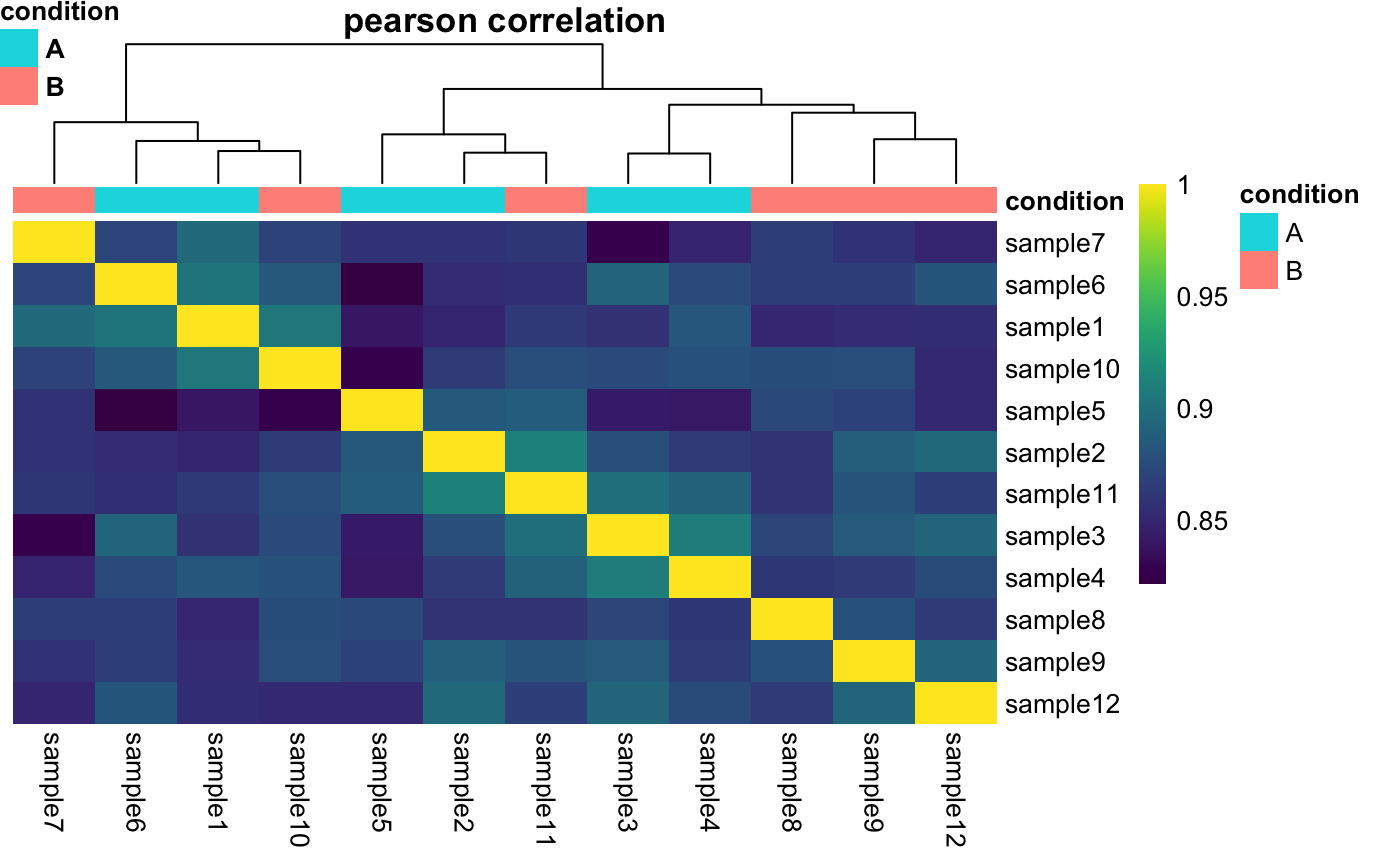 condition
A
B
pearson correlation
condition
sample7
sample6
sample1
sample10
sample5
sample2
sample11
sample3
sample4
sample8
sample9
sample12
1
0.95
0.9
0.85
condition
A
B
sample7
sample6
sample1
sample10
sample5
sample2
sample11
sample3
sample4
sample8
sample9
sample12